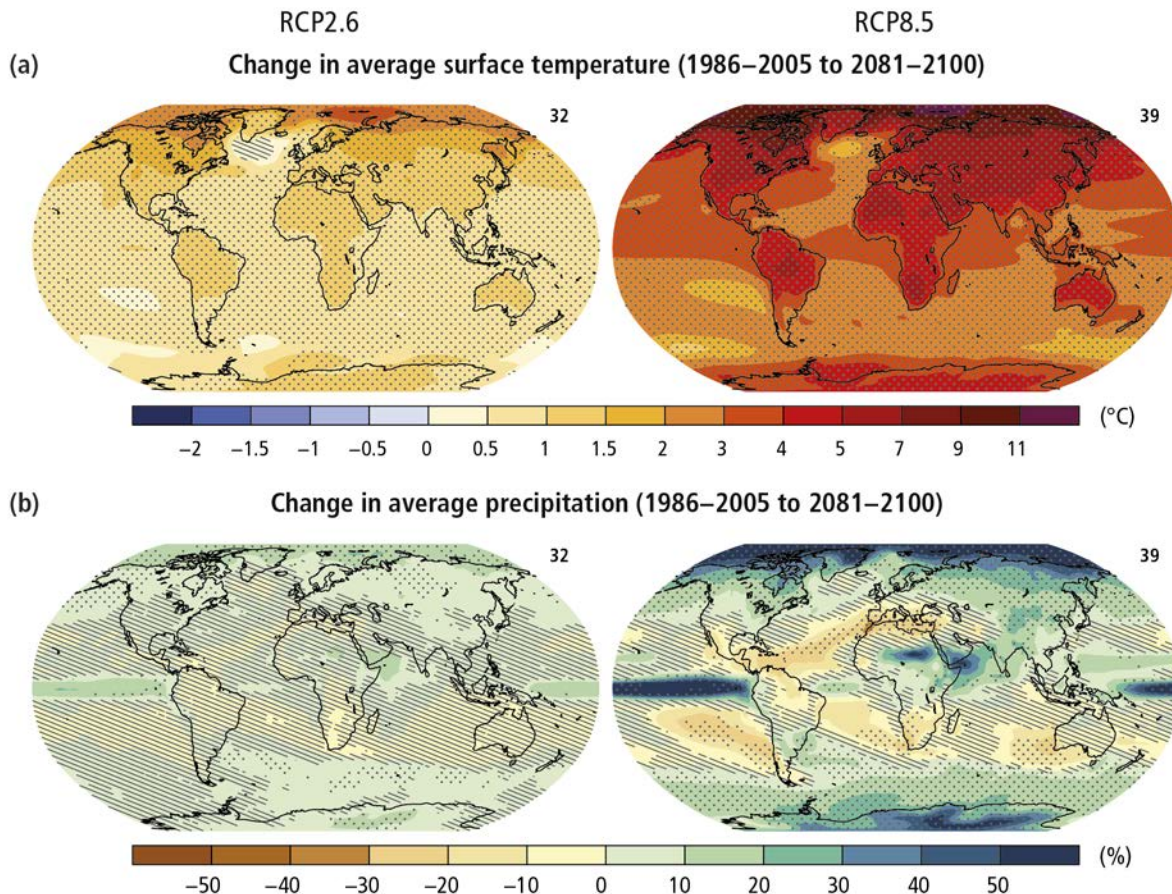 RCP2.6 RCP8.5
(a) Change in average surface temperature (1986–2005 to 2081–2100)
32 39
−2 −1.5 −1 −0.5 0 0.5 1 1.5 2 3 4 5 7 9 11 (°C)
(b) Change in average precipitation (1986–2005 to 2081–2100)
32 39
−50 −40 −30 −20 −10 0 10 20 30 40 50 (%)